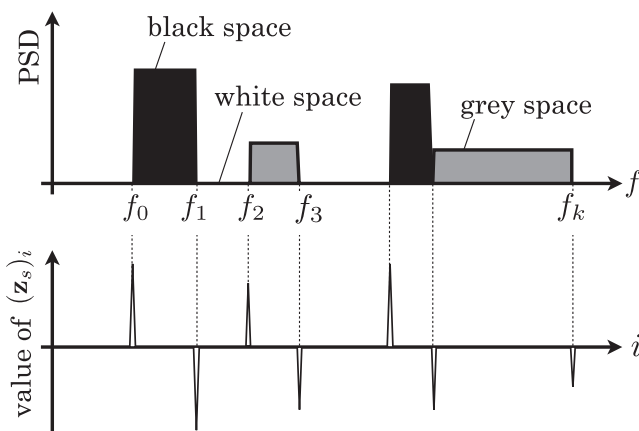 black space
PSD
white space
grey space
f
f₀ f₁ f₂ f₃ fₖ
value of (𝐳ₛ)ᵢ
i